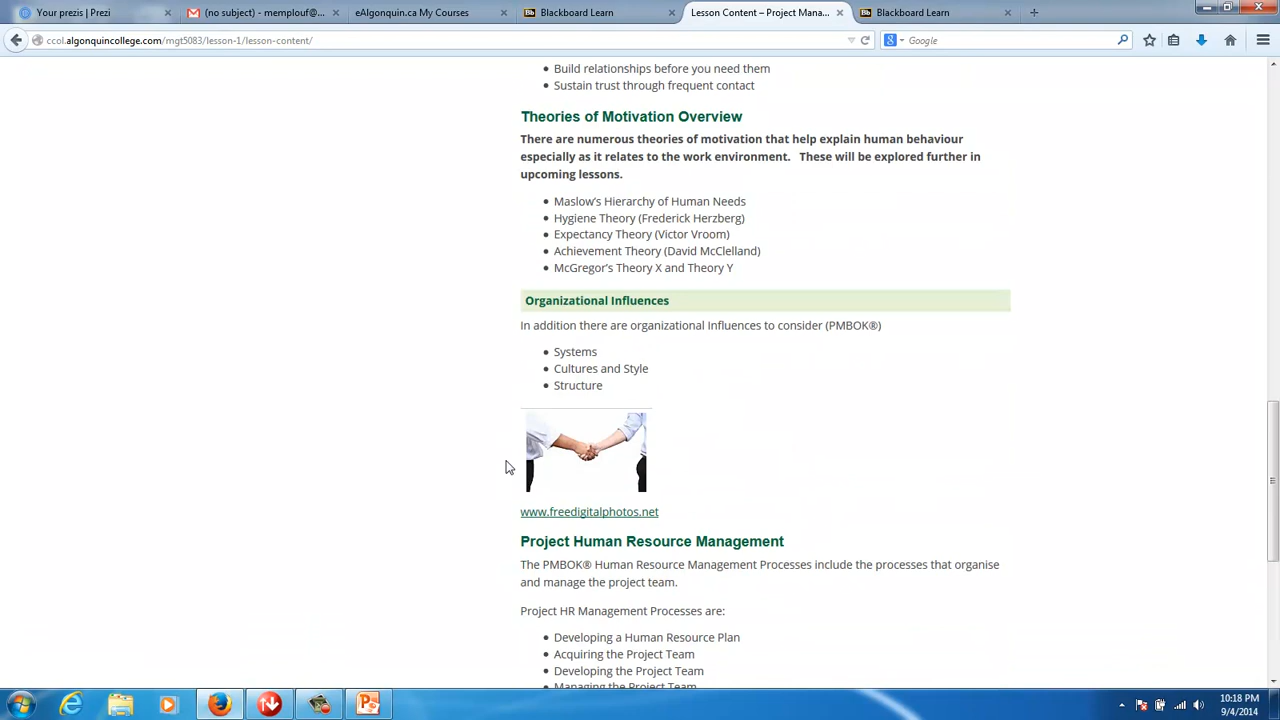 Your prezis | Prezi
(no subject) - memplouf@...
eAlgonquin.ca My Courses
Blackboard Learn
Lesson Content – Project Mana...
Blackboard Learn
ccol.algonquincollege.com/mgt5083/lesson-1/lesson-content/
Google
Build relationships before you need them
Sustain trust through frequent contact
Theories of Motivation Overview
There are numerous theories of motivation that help explain human behaviour
especially as it relates to the work environment. These will be explored further in
upcoming lessons.
Maslow's Hierarchy of Human Needs
Hygiene Theory (Frederick Herzberg)
Expectancy Theory (Victor Vroom)
Achievement Theory (David McClelland)
McGregor's Theory X and Theory Y
Organizational Influences
In addition there are organizational Influences to consider (PMBOK®)
Systems
Cultures and Style
Structure
www.freedigitalphotos.net
Project Human Resource Management
The PMBOK® Human Resource Management Processes include the processes that organise
and manage the project team.
Project HR Management Processes are:
Developing a Human Resource Plan
Acquiring the Project Team
Developing the Project Team
Managing the Project Team
10:18 PM
9/4/2014